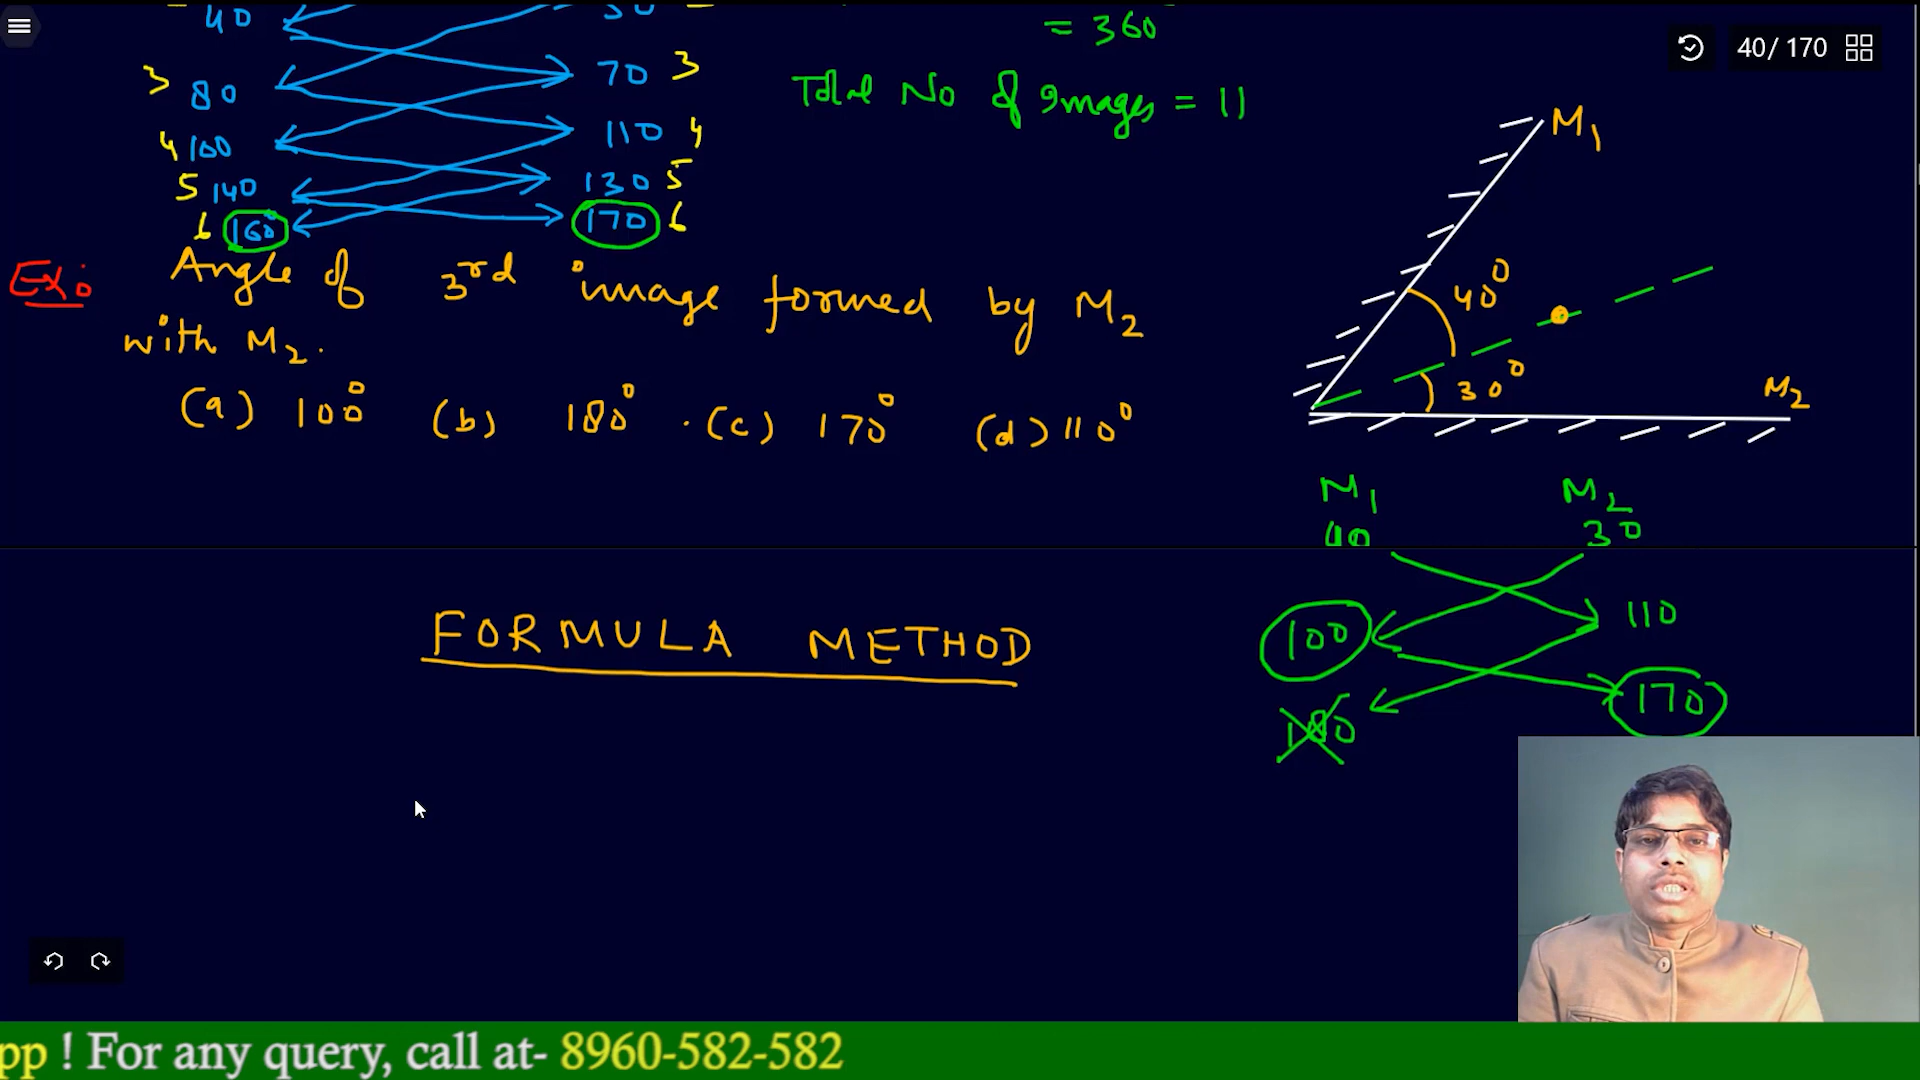 40 30
= 360
40/ 170
3 80 70 3
Total No of Images = 11
M1
4 100 110 4
5 140 130 5
6 160° 170 6
Ex: Angle of 3rd image formed by M2
with M2.
(a) 100° (b) 180° . (c) 170° (d) 110°
40°
30°
M2
M1 M2
40 30
FORMULA METHOD
100 110
180 170
pp ! For any query, call at- 8960-582-582